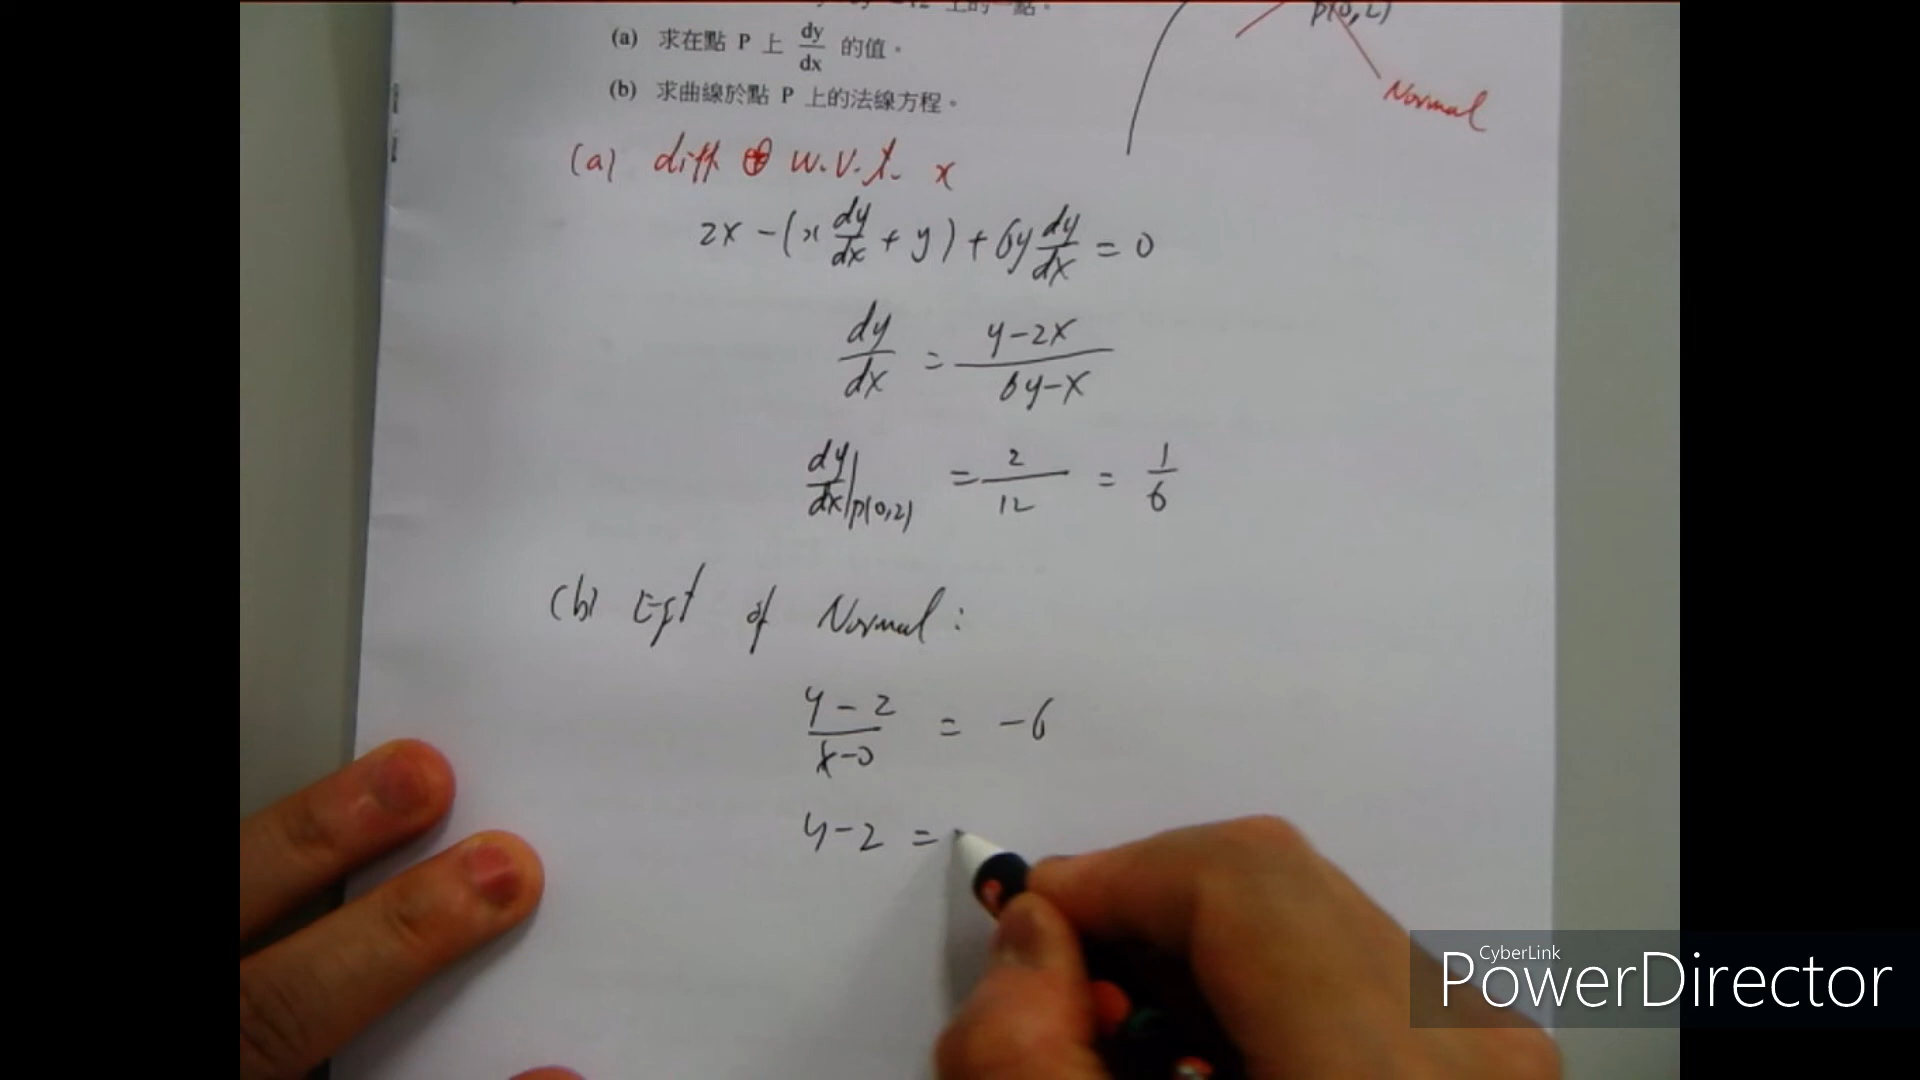 P(0,2)
(a) 求在點 P 上 dy/dx 的值。
(b) 求曲線於點 P 上的法線方程。
Normal
(a) diff ⊕ w.r.t. x
2x - (x dy/dx + y) + 6y dy/dx = 0
dy/dx = (y-2x)/(6y-x)
dy/dx|P(0,2) = 2/12 = 1/6
(b) Eqt of Normal:
(y-2)/(x-0) = -6
y-2 =
CyberLink
PowerDirector